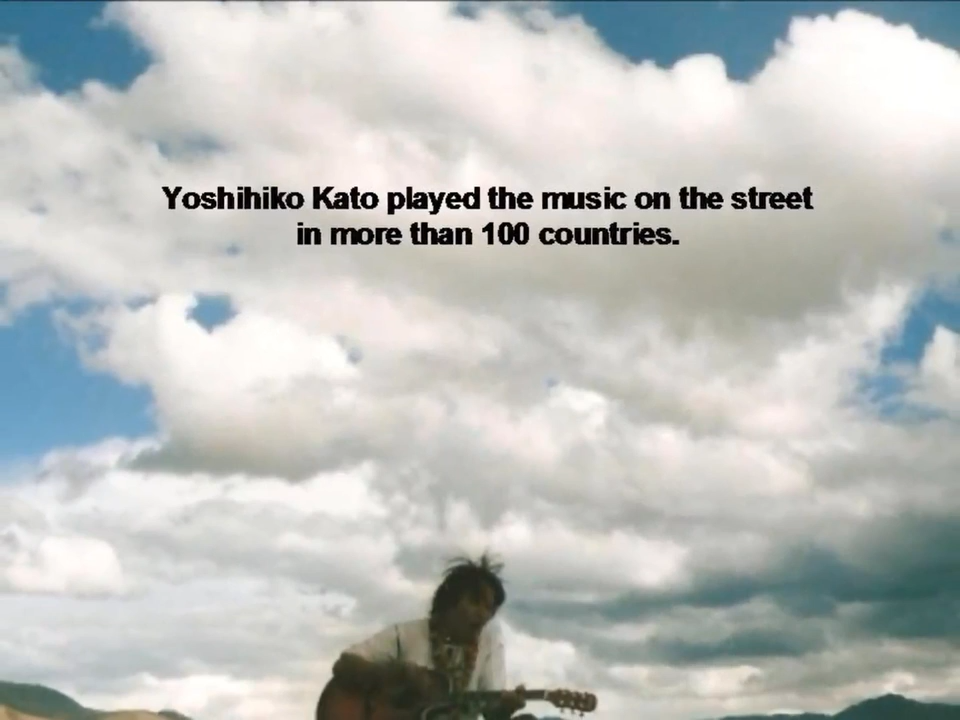 Yoshihiko Kato played the music on the street
in more than 100 countries.